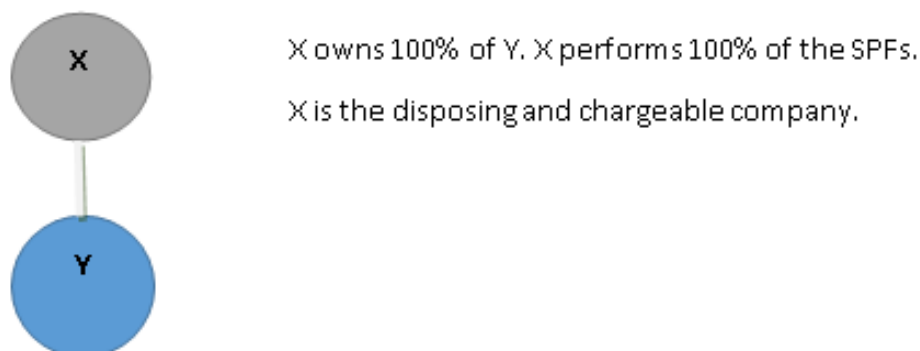 X
X owns 100% of Y. X performs 100% of the SPFs.
X is the disposing and chargeable company.
Y